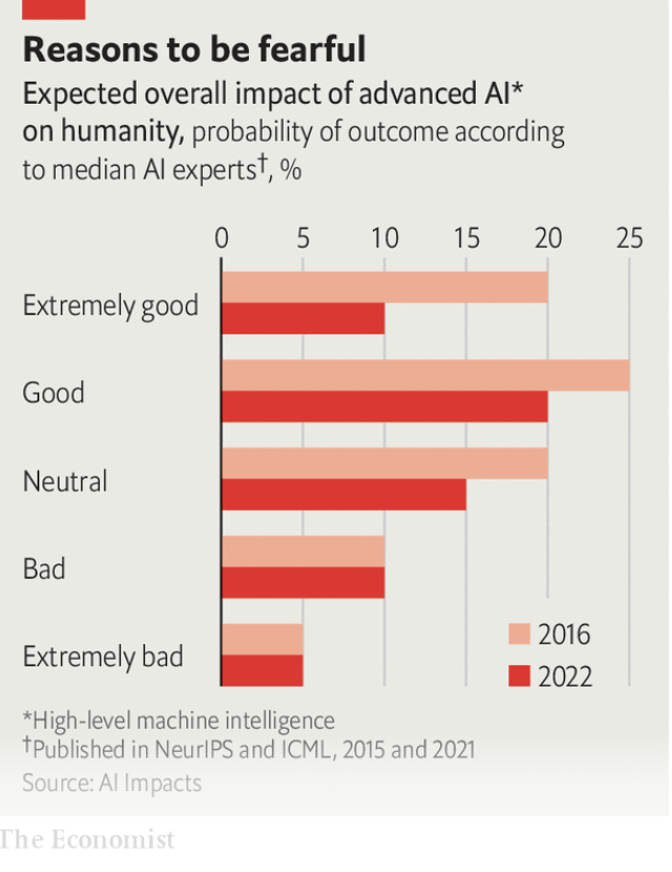 Reasons to be fearful
Expected overall impact of advanced AI*
on humanity, probability of outcome according
to median AI experts†, %
0 5 10 15 20 25
Extremely good
Good
Neutral
Bad
Extremely bad
2016
2022
*High-level machine intelligence
†Published in NeurIPS and ICML, 2015 and 2021
Source: AI Impacts
The Economist